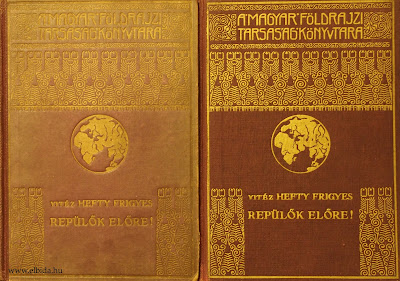 A·MAGYAR·FÖLDRAJZI
TÁRSASÁG·KÖNYVTÁRA
VITÉZ HEFTY FRIGYES
REPÜLŐK ELŐRE!
www.elbida.hu
A·MAGYAR·FÖLDRAJZI
TÁRSASÁG·KÖNYVTÁRA
VITÉZ HEFTY FRIGYES
REPÜLŐK ELŐRE!